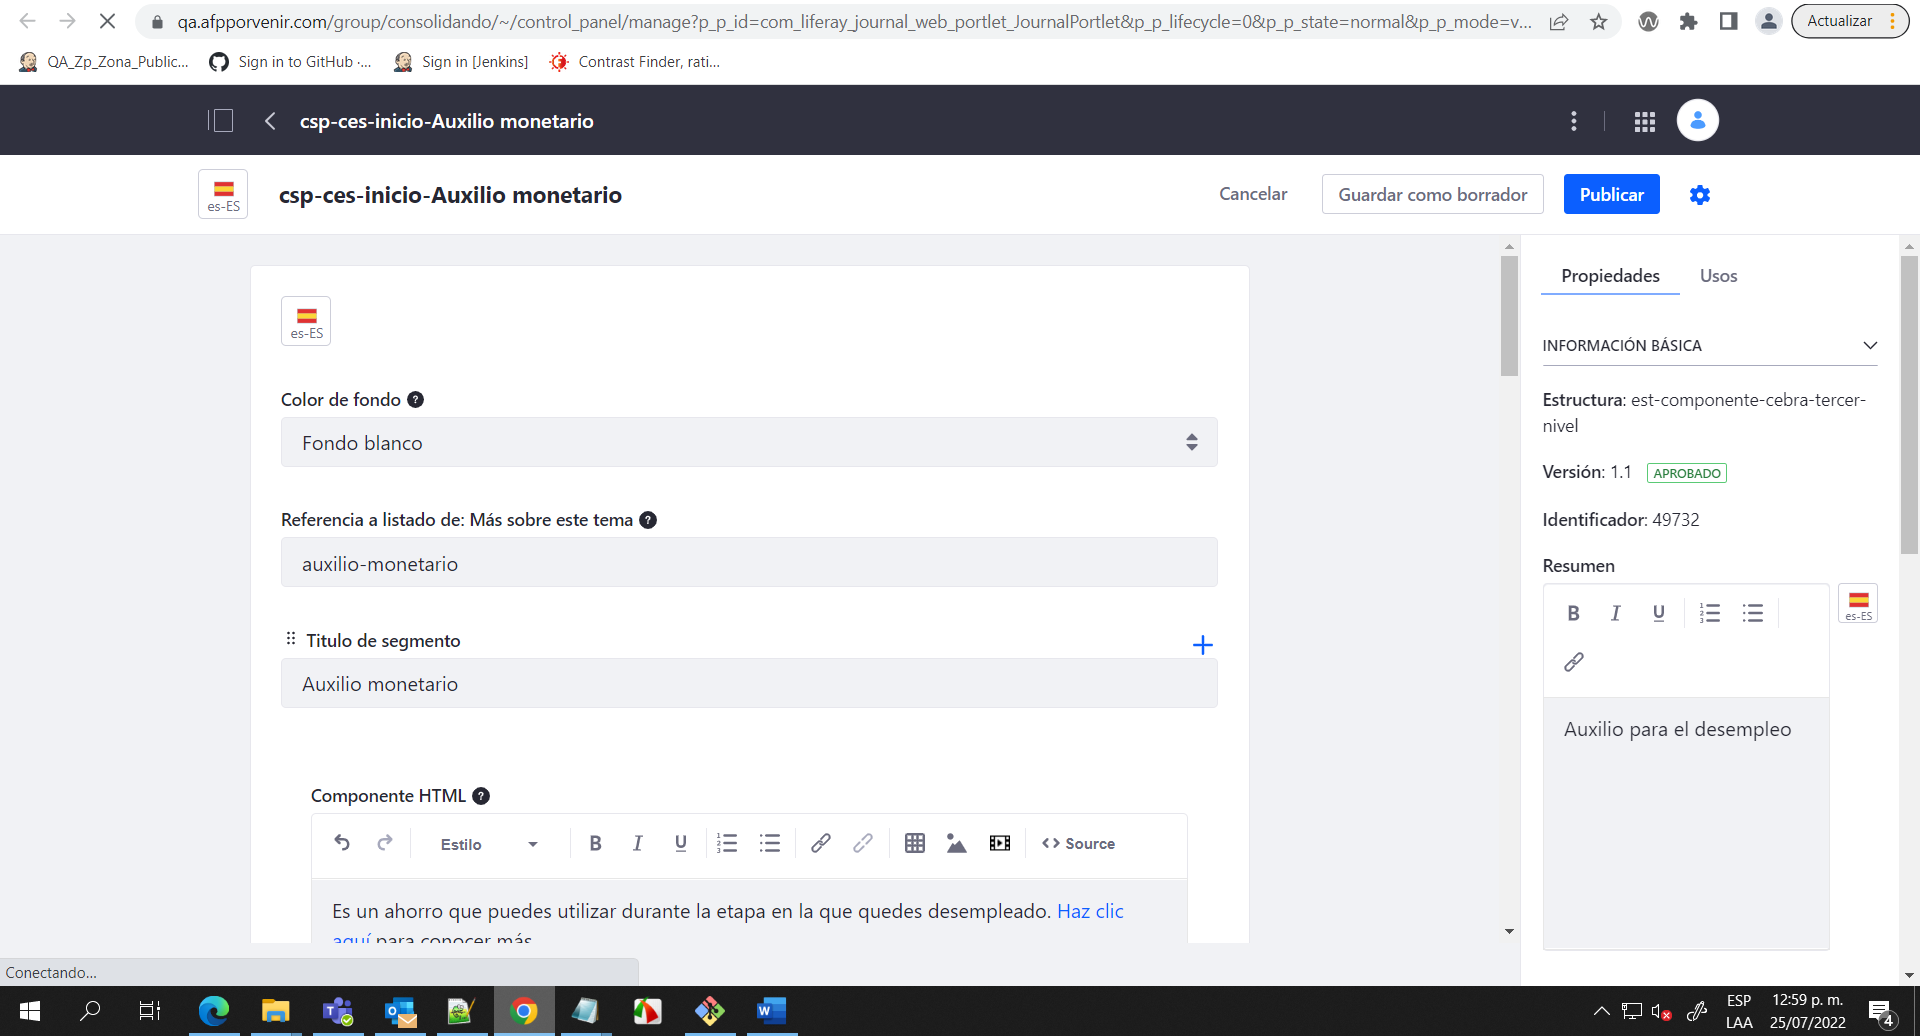 qa.afpporvenir.com/group/consolidando/~/control_panel/manage?p_p_id=com_liferay_journal_web_portlet_JournalPortlet&p_p_lifecycle=0&p_p_state=normal&p_p_mode=v...
Actualizar
QA_Zp_Zona_Public...
Sign in to GitHub ·...
Sign in [Jenkins]
Contrast Finder, rati...
csp-ces-inicio-Auxilio monetario
es-ES
csp-ces-inicio-Auxilio monetario
Cancelar
Guardar como borrador
Publicar
es-ES
Color de fondo ?
Fondo blanco
Referencia a listado de: Más sobre este tema ?
auxilio-monetario
Titulo de segmento
Auxilio monetario
Componente HTML ?
Estilo
B I U
Source
Es un ahorro que puedes utilizar durante la etapa en la que quedes desempleado. Haz clic
aquí para conocer más
Propiedades
Usos
INFORMACIÓN BÁSICA
Estructura: est-componente-cebra-tercer-
nivel
Versión: 1.1 APROBADO
Identificador: 49732
Resumen
B I U
es-ES
Auxilio para el desempleo
Conectando...
ESP
LAA
12:59 p. m.
25/07/2022
4